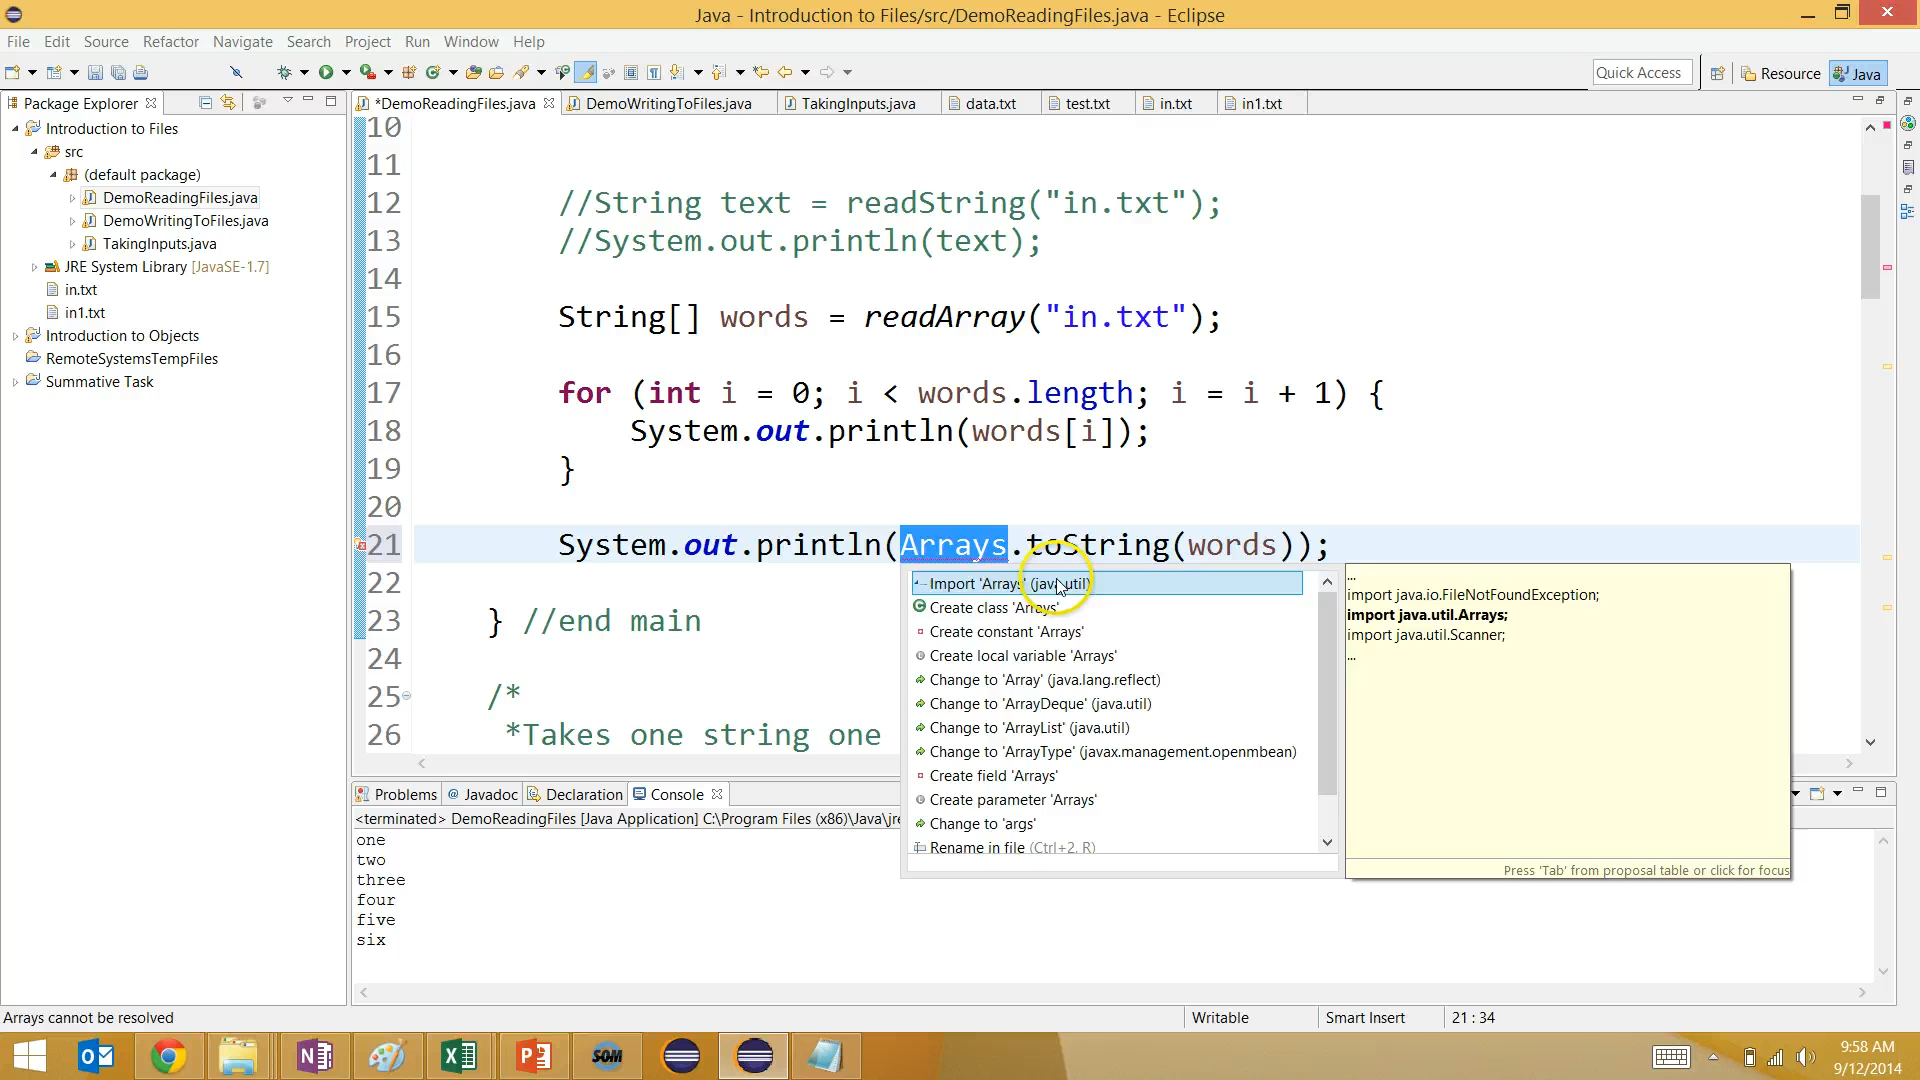 Java - Introduction to Files/src/DemoReadingFiles.java - Eclipse
File Edit Source Refactor Navigate Search Project Run Window Help
Quick Access
Resource
Java
Package Explorer
Introduction to Files
src
(default package)
DemoReadingFiles.java
DemoWritingToFiles.java
TakingInputs.java
JRE System Library [JavaSE-1.7]
in.txt
in1.txt
Introduction to Objects
RemoteSystemsTempFiles
Summative Task
*DemoReadingFiles.java DemoWritingToFiles.java TakingInputs.java data.txt test.txt in.txt in1.txt
10
11
12 //String text = readString("in.txt");
13 //System.out.println(text);
14
15 String[] words = readArray("in.txt");
16
17 for (int i = 0; i < words.length; i = i + 1) {
18 System.out.println(words[i]);
19 }
20
21 System.out.println(Arrays.toString(words));
22
23 } //end main
24
25 /*
26 *Takes one string one
Import 'Arrays' (java.util)
Create class 'Arrays'
Create constant 'Arrays'
Create local variable 'Arrays'
Change to 'Array' (java.lang.reflect)
Change to 'ArrayDeque' (java.util)
Change to 'ArrayList' (java.util)
Change to 'ArrayType' (javax.management.openmbean)
Create field 'Arrays'
Create parameter 'Arrays'
Change to 'args'
Rename in file (Ctrl+2, R)
...
import java.io.FileNotFoundException;
import java.util.Arrays;
import java.util.Scanner;
...
Press 'Tab' from proposal table or click for focus
Problems Javadoc Declaration Console
<terminated> DemoReadingFiles [Java Application] C:\Program Files (x86)\Java\jre
one
two
three
four
five
six
Arrays cannot be resolved
Writable
Smart Insert
21 : 34
SOM
9:58 AM
9/12/2014